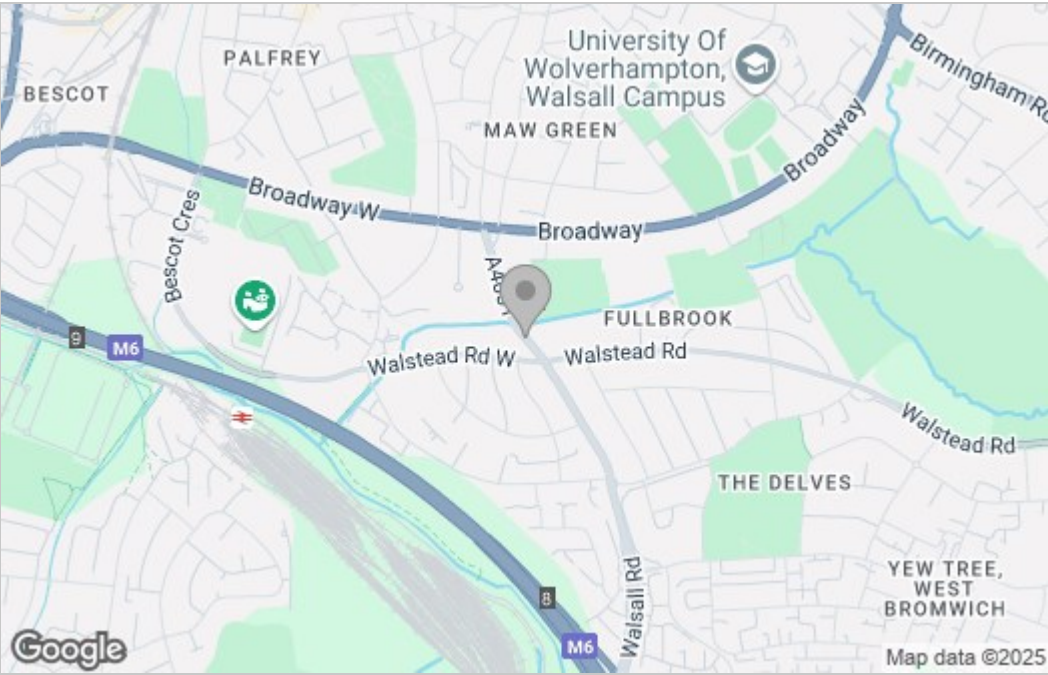 University Of
Wolverhampton,
Walsall Campus
PALFREY
BESCOT
Birmingham Rd
MAW GREEN
Broadway
Broadway W
Broadway
Bescot Cres
FULLBROOK
9
M6
Walstead Rd W
Walstead Rd
Walstead Rd
THE DELVES
YEW TREE,
WEST
BROMWICH
8
Walsall Rd
M6
Google
Map data ©2025